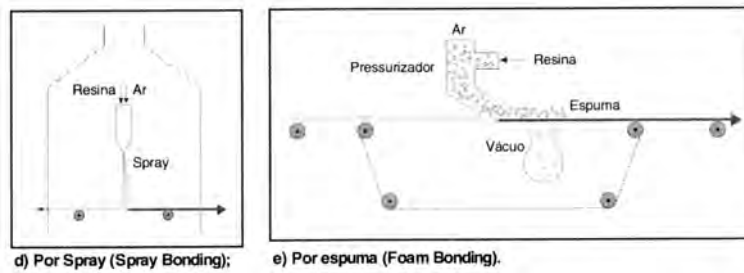 Resina Ar
Spray
d) Por Spray (Spray Bonding);
Ar
Pressurizador
Resina
Espuma
Vácuo
e) Por espuma (Foam Bonding).